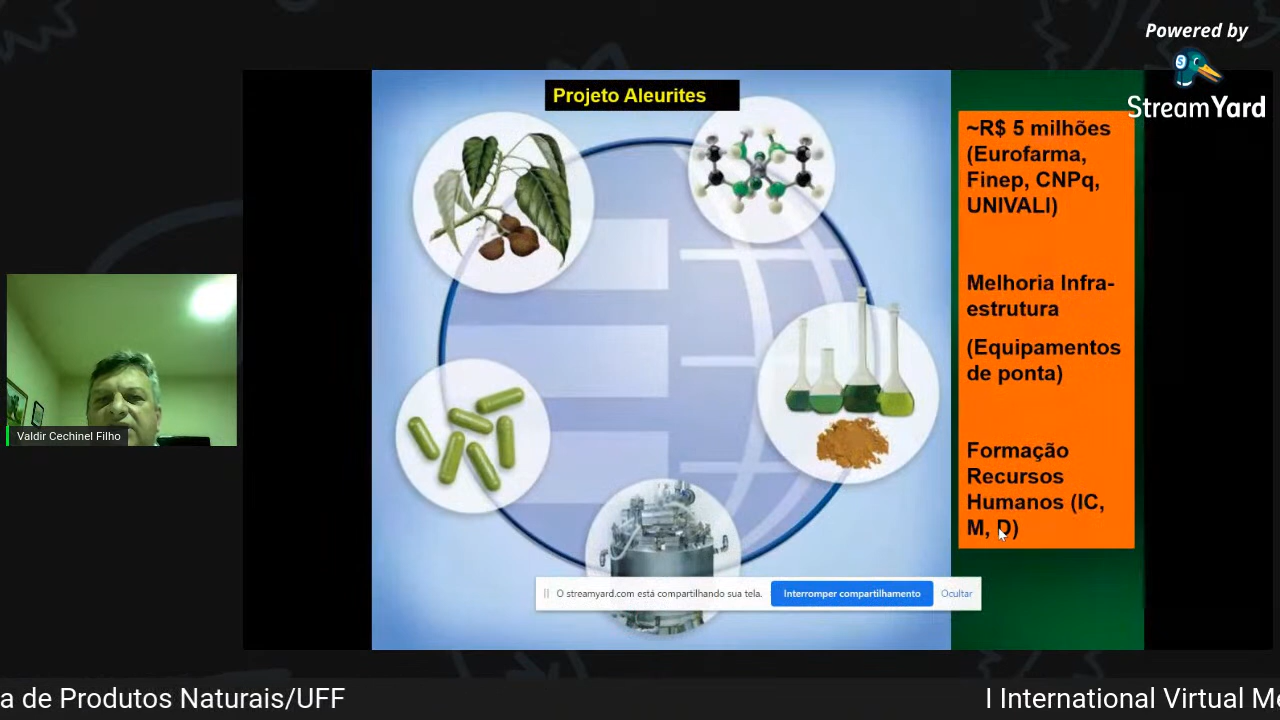 Powered by
StreamYard
Projeto Aleurites
~R$ 5 milhões
(Eurofarma,
Finep, CNPq,
UNIVALI)
Melhoria Infra-
estrutura
(Equipamentos
de ponta)
Formação
Recursos
Humanos (IC,
M, D)
Valdir Cechinel Filho
O streamyard.com está compartilhando sua tela.
Interromper compartilhamento
Ocultar
a de Produtos Naturais/UFF
I International Virtual Me